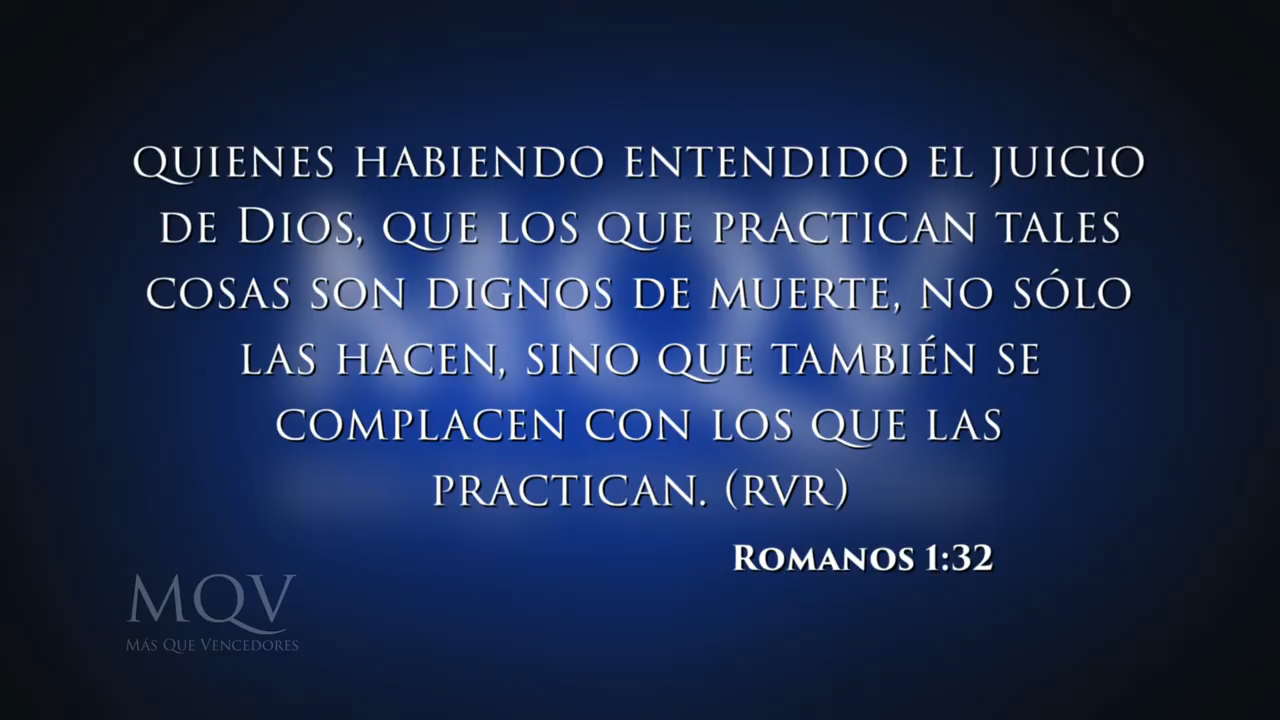 QUIENES HABIENDO ENTENDIDO EL JUICIO
DE DIOS, QUE LOS QUE PRACTICAN TALES
COSAS SON DIGNOS DE MUERTE, NO SÓLO
LAS HACEN, SINO QUE TAMBIÉN SE
COMPLACEN CON LOS QUE LAS
PRACTICAN. (RVR)
ROMANOS 1:32
MQV
MÁS QUE VENCEDORES